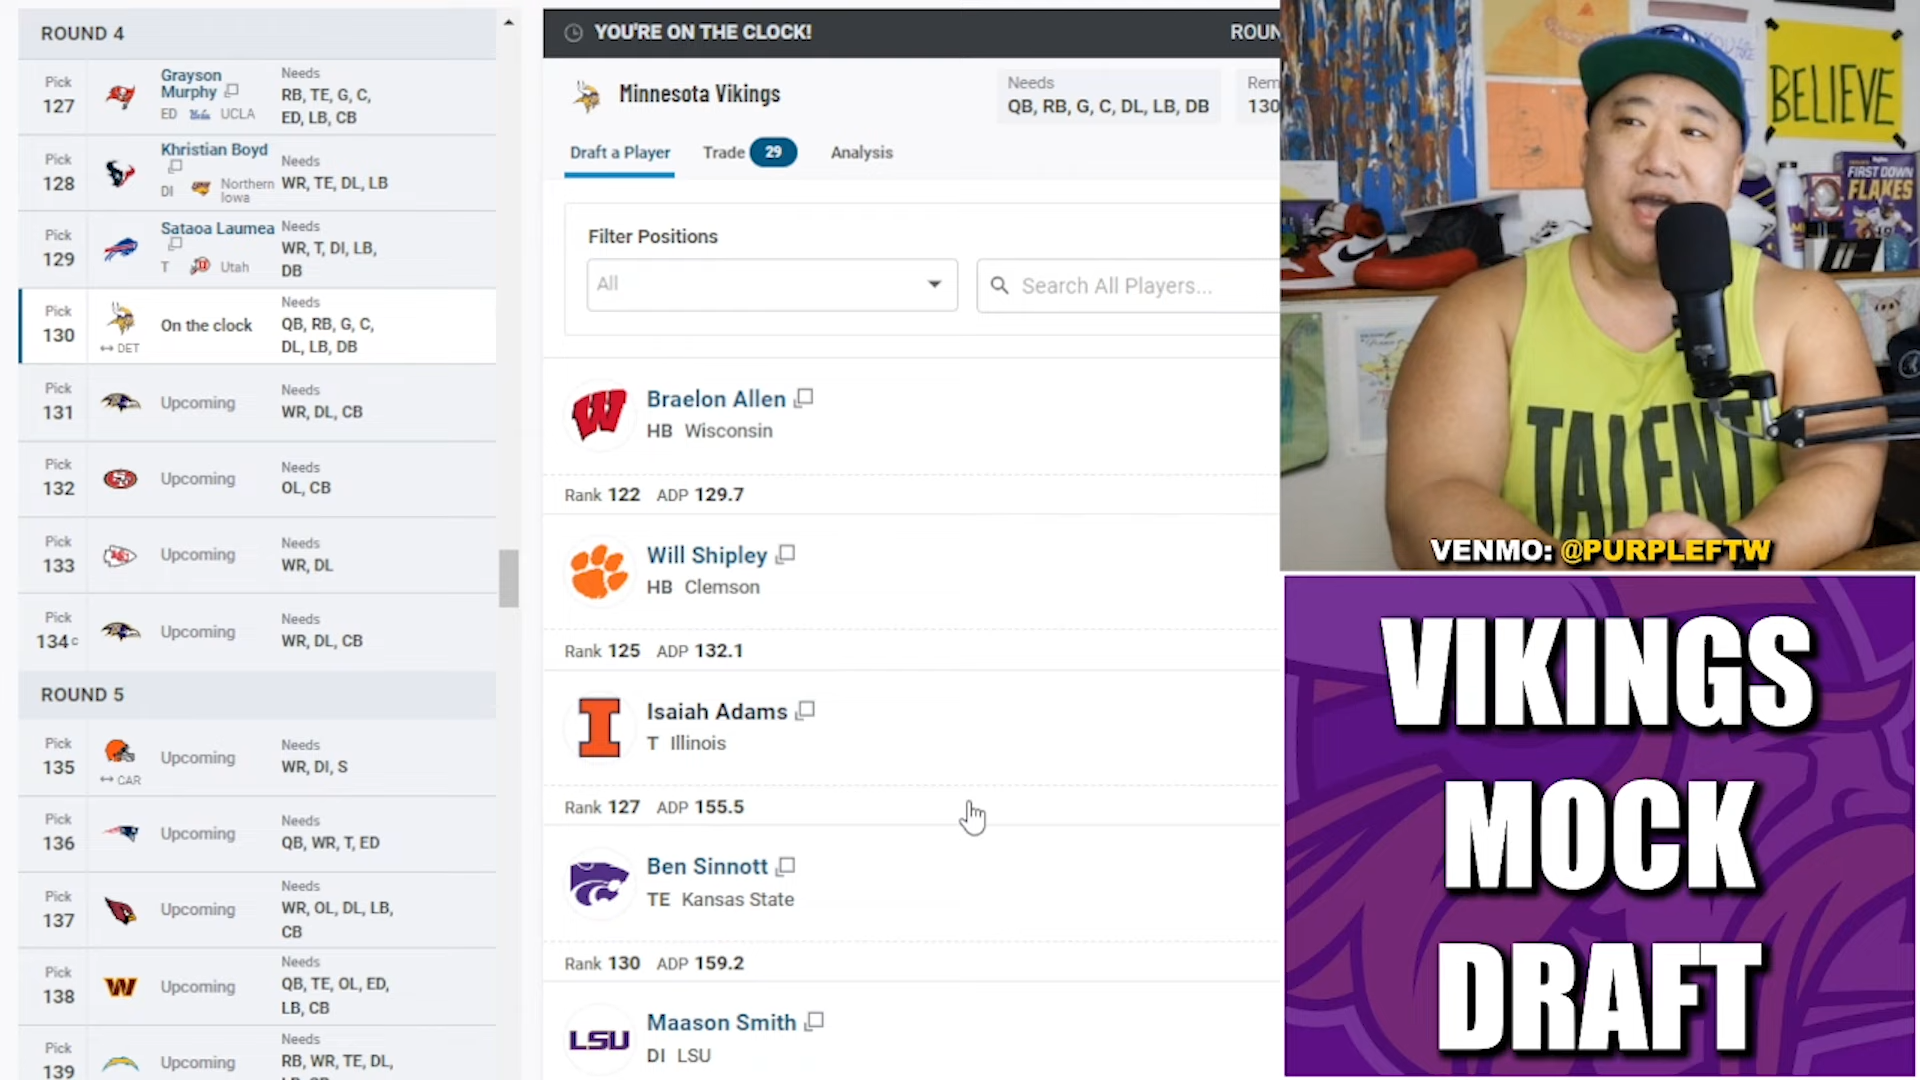 ROUND 4
Pick
127
Grayson
Murphy
ED UCLA
Needs
RB, TE, G, C,
ED, LB, CB
Pick
128
Khristian Boyd
DI Northern
Iowa
Needs
WR, TE, DL, LB
Pick
129
Sataoa Laumea
T Utah
Needs
WR, T, DI, LB,
DB
Pick
130
↔ DET
On the clock
Needs
QB, RB, G, C,
DL, LB, DB
Pick
131
Upcoming
Needs
WR, DL, CB
Pick
132
Upcoming
Needs
OL, CB
Pick
133
Upcoming
Needs
WR, DL
Pick
134 c
Upcoming
Needs
WR, DL, CB
ROUND 5
Pick
135
↔ CAR
Upcoming
Needs
WR, DI, S
Pick
136
Upcoming
Needs
QB, WR, T, ED
Pick
137
Upcoming
Needs
WR, OL, DL, LB,
CB
Pick
138
Upcoming
Needs
QB, TE, OL, ED,
LB, CB
Pick
139
Upcoming
Needs
RB, WR, TE, DL,
YOU'RE ON THE CLOCK!
ROUN
Minnesota Vikings
Needs
QB, RB, G, C, DL, LB, DB
Rem
130
Draft a Player
Trade 29
Analysis
Filter Positions
All
Search All Players...
W
Braelon Allen
HB Wisconsin
Rank 122 ADP 129.7
Will Shipley
HB Clemson
Rank 125 ADP 132.1
I
Isaiah Adams
T Illinois
Rank 127 ADP 155.5
Ben Sinnott
TE Kansas State
Rank 130 ADP 159.2
LSU
Maason Smith
DI LSU
BELIEVE
FIRST DOWN
FLAKES
TALENT
VENMO: @PURPLEFTW
VIKINGS
MOCK
DRAFT